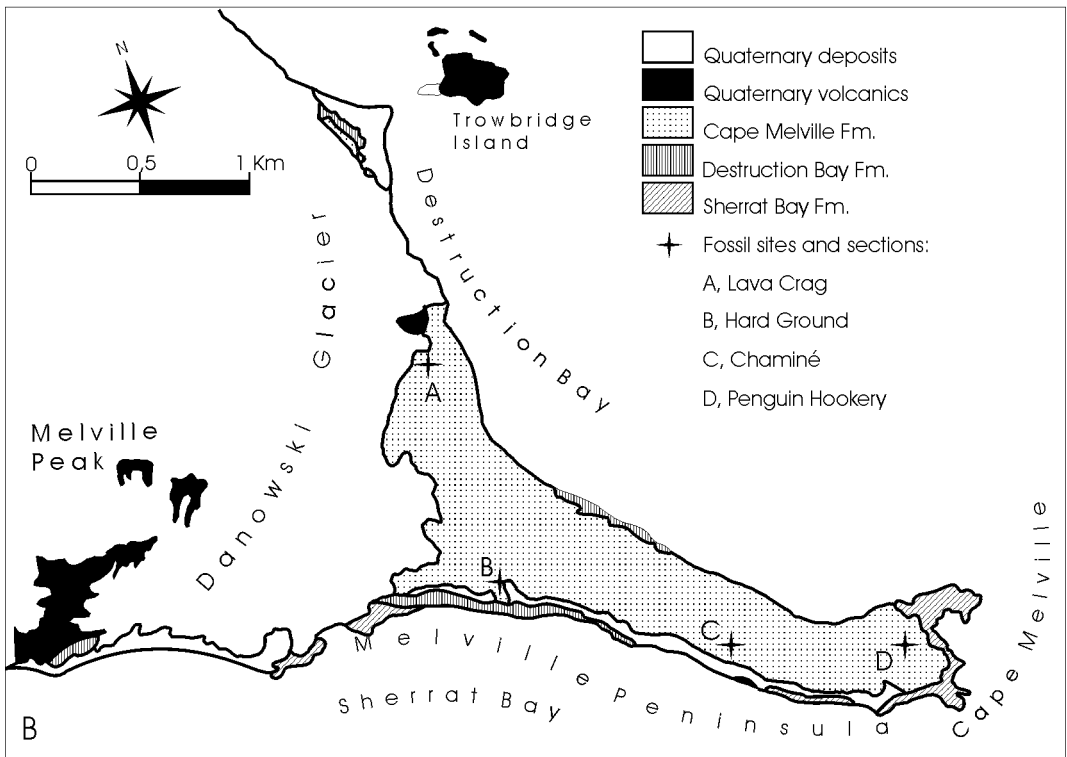 N
0 0,5 1 Km
Trowbridge
Island
Quaternary deposits
Quaternary volcanics
Cape Melville Fm.
Destruction Bay Fm.
Sherrat Bay Fm.
Fossil sites and sections:
A, Lava Crag
B, Hard Ground
C, Chaminé
D, Penguin Hookery
Destruction Bay
Danowski Glacier
Melville
Peak
A
B
C
D
Melville Peninsula
Sherrat Bay
Cape Melville
B